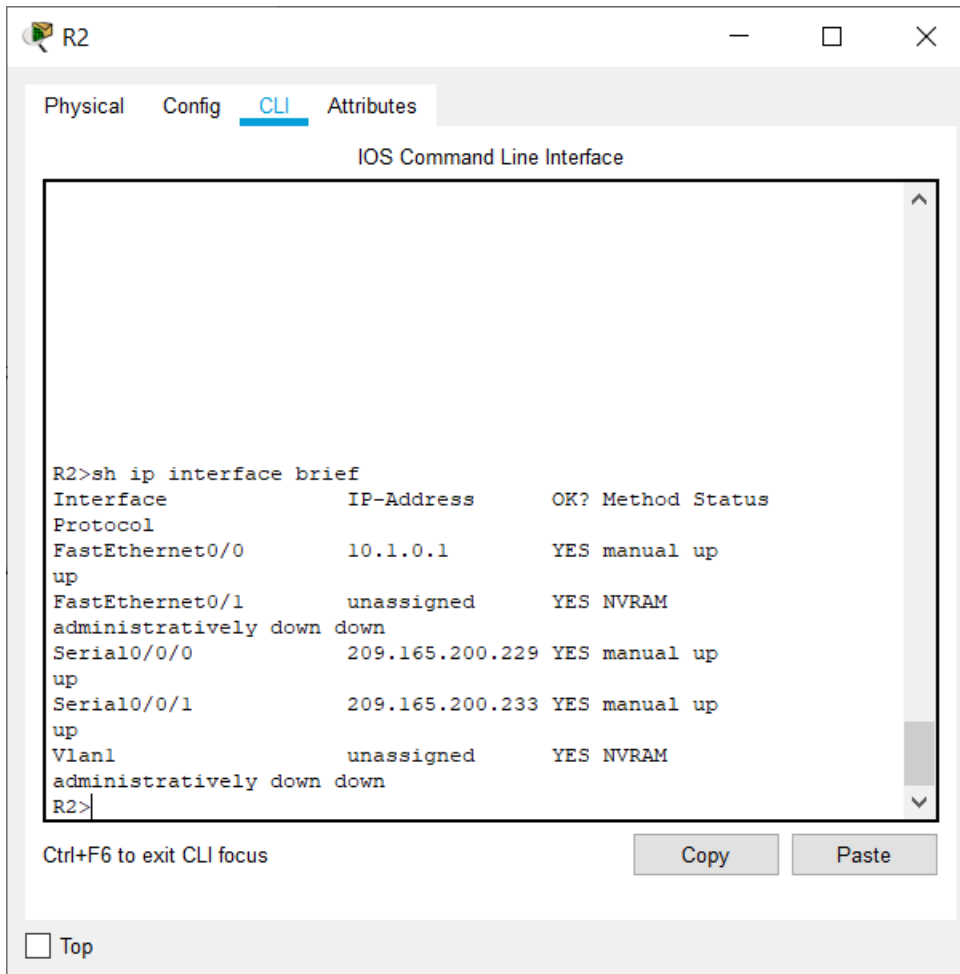 R2
Physical Config CLI Attributes
IOS Command Line Interface
R2>sh ip interface brief
Interface              IP-Address      OK? Method Status
Protocol
FastEthernet0/0        10.1.0.1        YES manual up
up
FastEthernet0/1        unassigned      YES NVRAM
administratively down down
Serial0/0/0            209.165.200.229 YES manual up
up
Serial0/0/1            209.165.200.233 YES manual up
up
Vlan1                  unassigned      YES NVRAM
administratively down down
R2>
Ctrl+F6 to exit CLI focus Copy Paste
Top